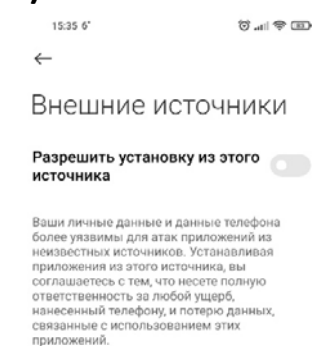 15:35 6°
Внешние источники
Разрешить установку из этого
источника
Ваши личные данные и данные телефона
более уязвимы для атак приложений из
неизвестных источников. Устанавливая
приложения из этого источника, вы
соглашаетесь с тем, что несете полную
ответственность за любой ущерб,
нанесенный телефону, и потерю данных,
связанные с использованием этих
приложений.